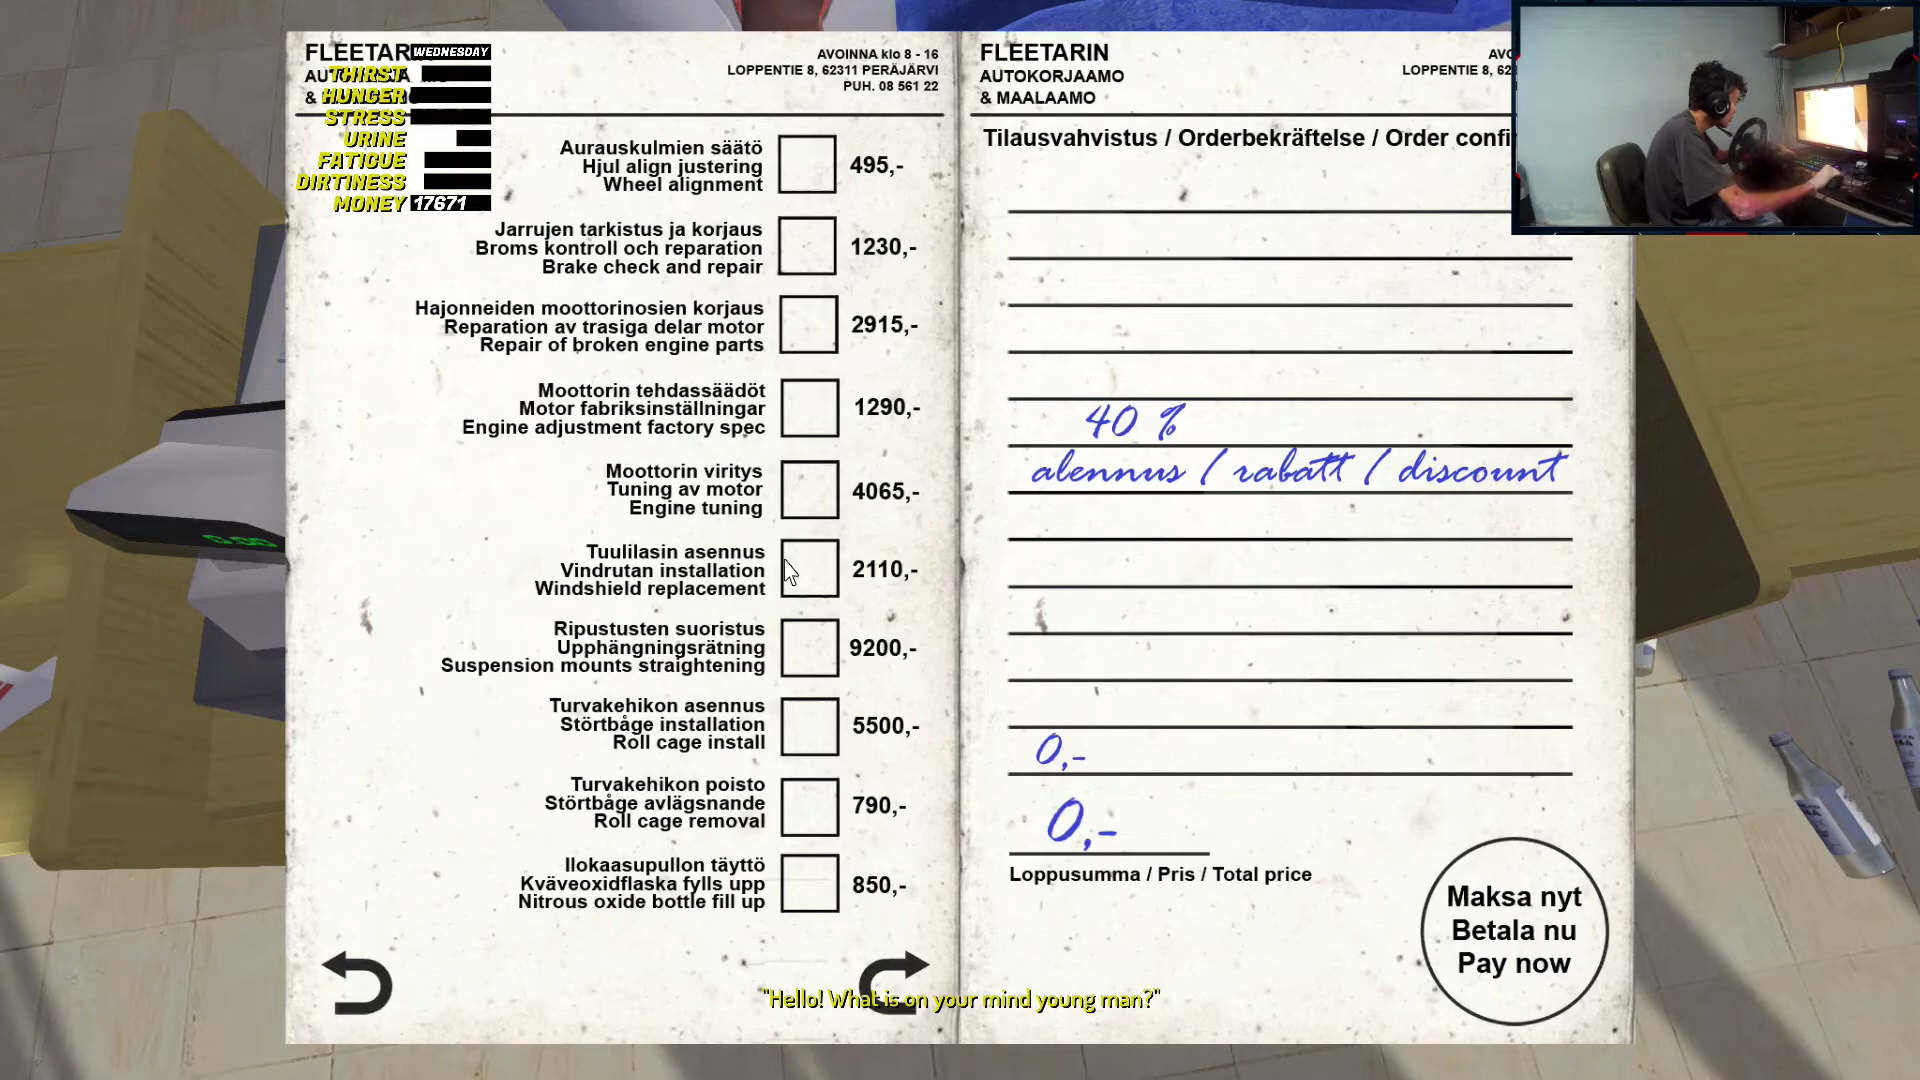 FLEETAR
AUT
&
WEDNESDAY
THIRST
HUNGER
STRESS
URINE
FATIGUE
DIRTINESS
MONEY 17671
AVOINNA klo 8 - 16
LOPPENTIE 8, 62311 PERÄJÄRVI
PUH. 08 561 22
Aurauskulmien säätö
Hjul align justering
Wheel alignment
495,-
Jarrujen tarkistus ja korjaus
Broms kontroll och reparation
Brake check and repair
1230,-
Hajonneiden moottorinosien korjaus
Reparation av trasiga delar motor
Repair of broken engine parts
2915,-
Moottorin tehdassäädöt
Motor fabriksinställningar
Engine adjustment factory spec
1290,-
Moottorin viritys
Tuning av motor
Engine tuning
4065,-
Tuulilasin asennus
Vindrutan installation
Windshield replacement
2110,-
Ripustusten suoristus
Upphängningsrätning
Suspension mounts straightening
9200,-
Turvakehikon asennus
Störtbåge installation
Roll cage install
5500,-
Turvakehikon poisto
Störtbåge avlägsnande
Roll cage removal
790,-
Ilokaasupullon täyttö
Kväveoxidflaska fylls upp
Nitrous oxide bottle fill up
850,-
FLEETARIN
AUTOKORJAAMO
& MAALAAMO
AVO
LOPPENTIE 8, 62
Tilausvahvistus / Orderbekräftelse / Order confi
40 %
alennus / rabatt / discount
0,-
0,-
Loppusumma / Pris / Total price
Maksa nyt
Betala nu
Pay now
"Hello! What is on your mind young man?"